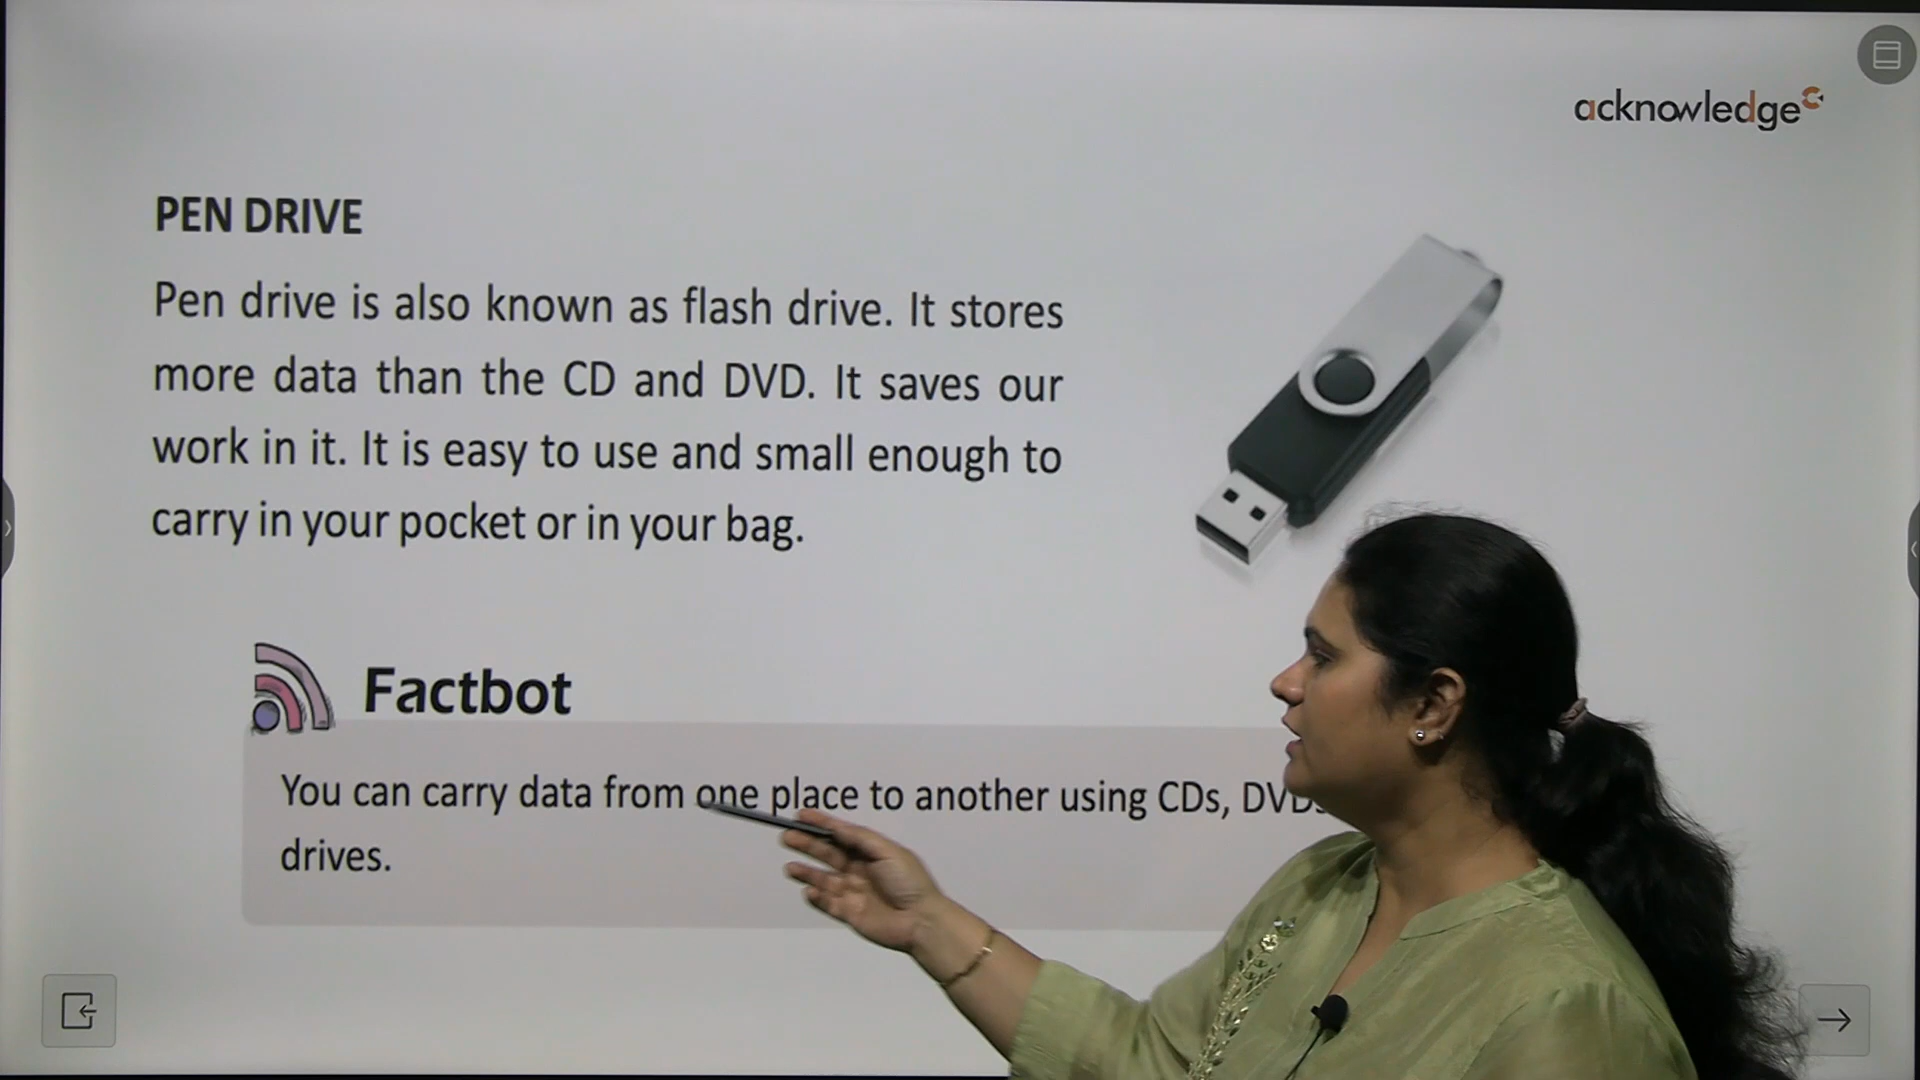 acknowledge
PEN DRIVE
Pen drive is also known as flash drive. It stores
more data than the CD and DVD. It saves our
work in it. It is easy to use and small enough to
carry in your pocket or in your bag.
Factbot
You can carry data from one place to another using CDs, DVDs
drives.